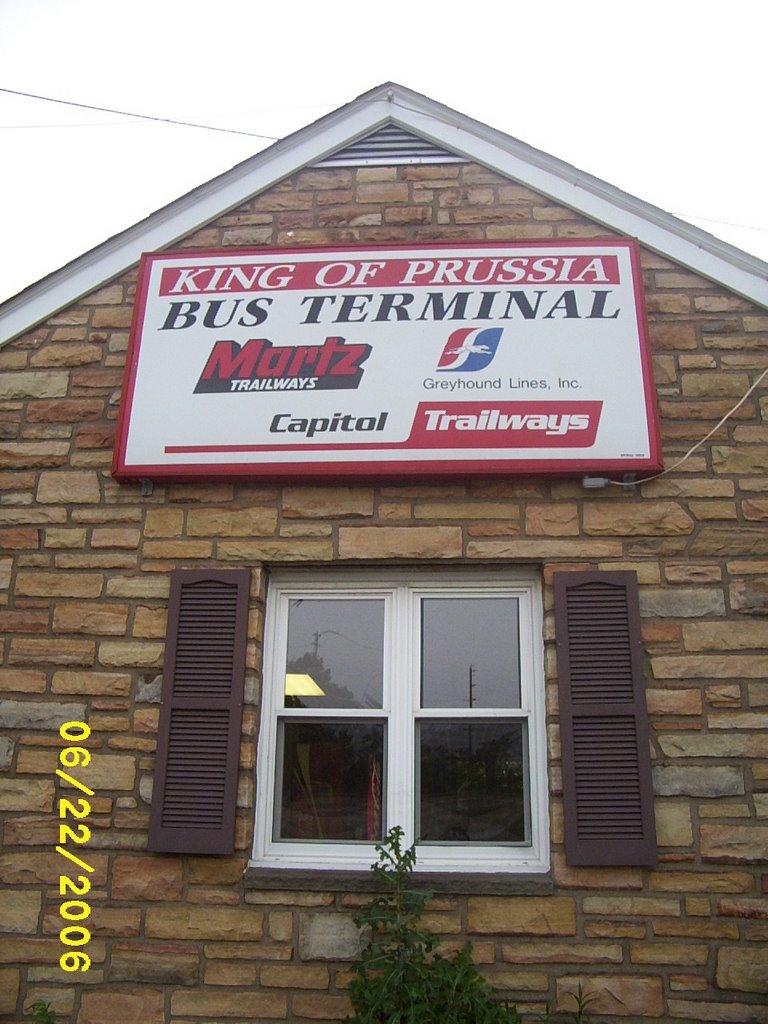 KING OF PRUSSIA
BUS TERMINAL
Martz
TRAILWAYS
Greyhound Lines, Inc.
Capitol Trailways
06/22/2006